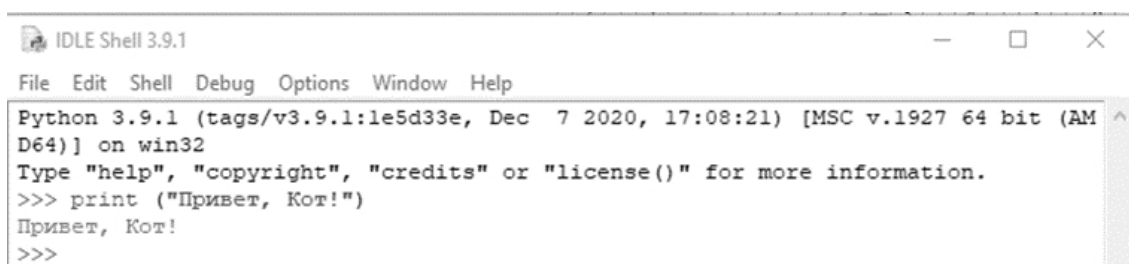 IDLE Shell 3.9.1
File Edit Shell Debug Options Window Help
Python 3.9.1 (tags/v3.9.1:1e5d33e, Dec  7 2020, 17:08:21) [MSC v.1927 64 bit (AM
D64)] on win32
Type "help", "copyright", "credits" or "license()" for more information.
>>> print ("Привет, Кот!")
Привет, Кот!
>>>